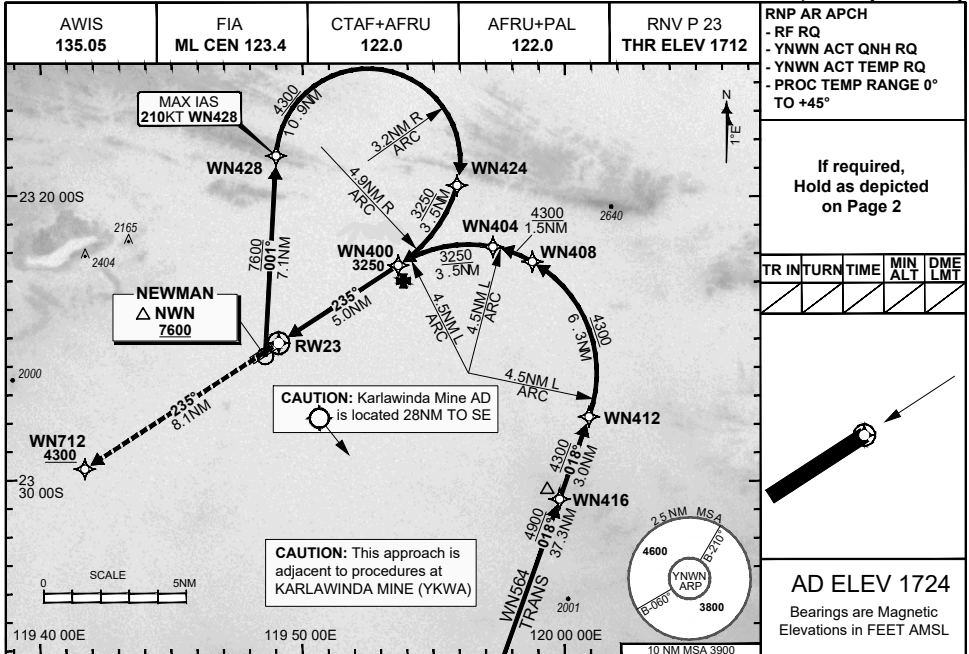 AWIS
135.05
FIA
ML CEN 123.4
CTAF+AFRU
122.0
AFRU+PAL
122.0
RNV P 23
THR ELEV 1712
RNP AR APCH
- RF RQ
- YNWN ACT QNH RQ
- YNWN ACT TEMP RQ
- PROC TEMP RANGE 0°
TO +45°
If required,
Hold as depicted
on Page 2
TR IN
TURN
TIME
MIN
ALT
DME
LMT
AD ELEV 1724
Bearings are Magnetic
Elevations in FEET AMSL
MAX IAS
210KT WN428
4300
10.9NM
3.2NM R
ARC
N
1°E
WN428
WN424
23 20 00S
4.9NM R
ARC
3250
3.5NM
WN404
4300
1.5NM
2640
WN408
2165
2404
7600
001°
7.1NM
WN400
3250
3250
3.5NM
NEWMAN
NWN
7600
235°
5.0NM
4.5NM L
ARC
4.5NM L
ARC
4300
6.3NM
RW23
2000
4.5NM L
ARC
CAUTION: Karlawinda Mine AD
is located 28NM TO SE
235°
8.1NM
WN412
WN712
4300
4300
018°
3.0NM
23
30 00S
WN416
4900
018°
37.3NM
25NM MSA
B-210°
4600
YNWN
ARP
B-060°
3800
CAUTION: This approach is
adjacent to procedures at
KARLAWINDA MINE (YKWA)
0
SCALE
5NM
WN564
TRANS
2001
119 40 00E
119 50 00E
120 00 00E
10 NM MSA 3900